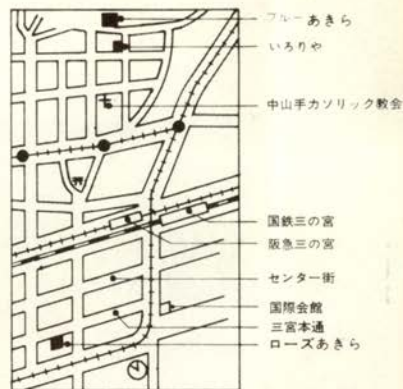 ブルーあきら
いろりや
中山手カソリック教会
国鉄三の宮
阪急三の宮
センター街
国際会館
三宮本通
ローズあきら